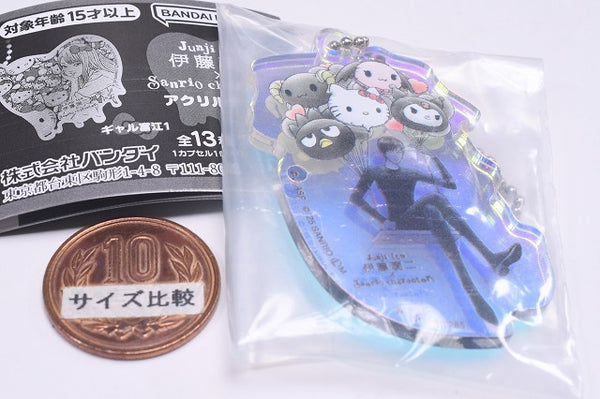 対象年齢15才以上
BANDAI
Junji
伊藤
×
Sanrio char
アクリル
ギャル富江1
全13
1カプセル1
株式会社バンダイ
東京都台東区駒形1-4-8 〒111-8
10
サイズ比較
SANRIO
Junji Ito
伊藤潤二
×
Sanrio characters